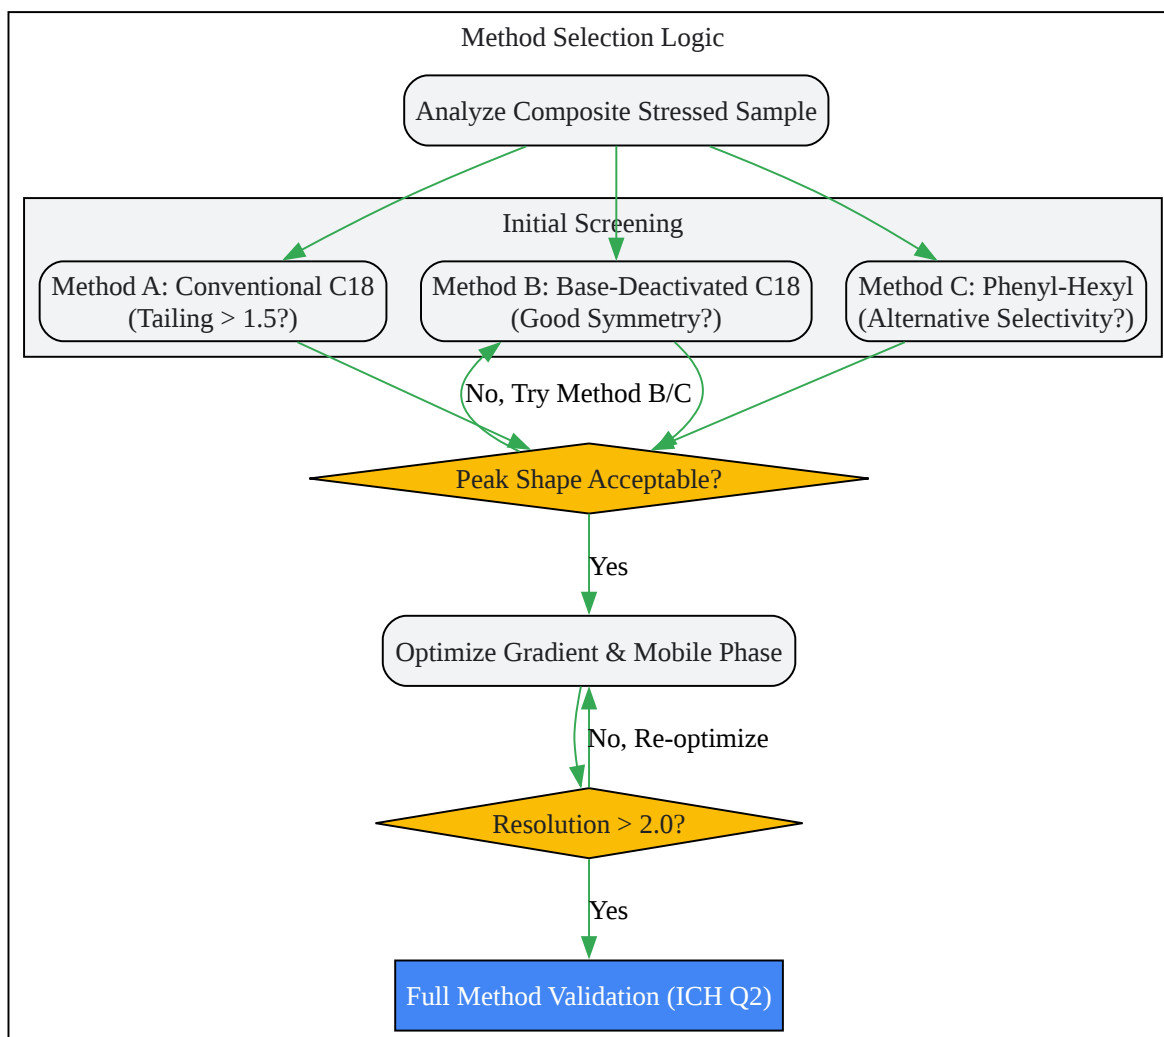 Method Selection Logic
Analyze Composite Stressed Sample
Initial Screening
Method A: Conventional C18
(Tailing > 1.5?)
Method B: Base-Deactivated C18
(Good Symmetry?)
Method C: Phenyl-Hexyl
(Alternative Selectivity?)
No, Try Method B/C
Peak Shape Acceptable?
Yes
Optimize Gradient & Mobile Phase
No, Re-optimize
Resolution > 2.0?
Yes
Full Method Validation (ICH Q2)